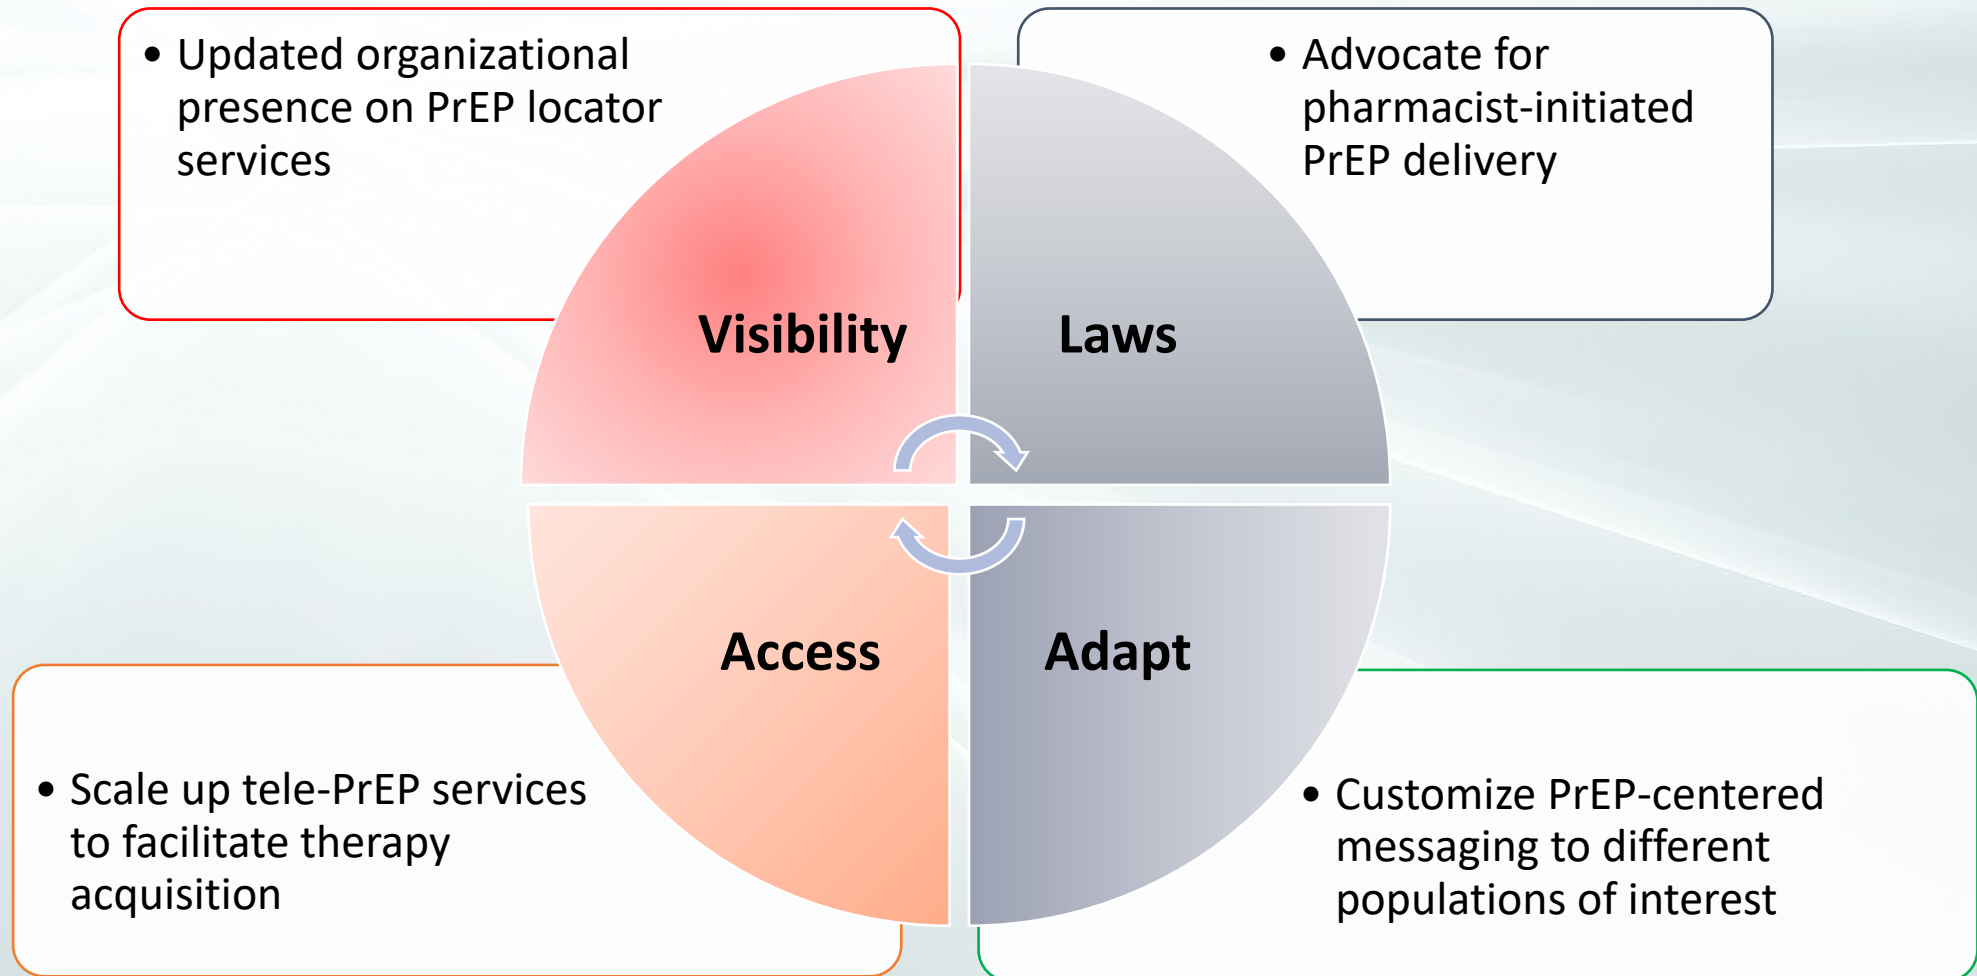 • Updated organizational
presence on PrEP locator
services
• Advocate for
pharmacist-initiated
PrEP delivery
Visibility
Laws
Access
Adapt
• Scale up tele-PrEP services
to facilitate therapy
acquisition
• Customize PrEP-centered
messaging to different
populations of interest